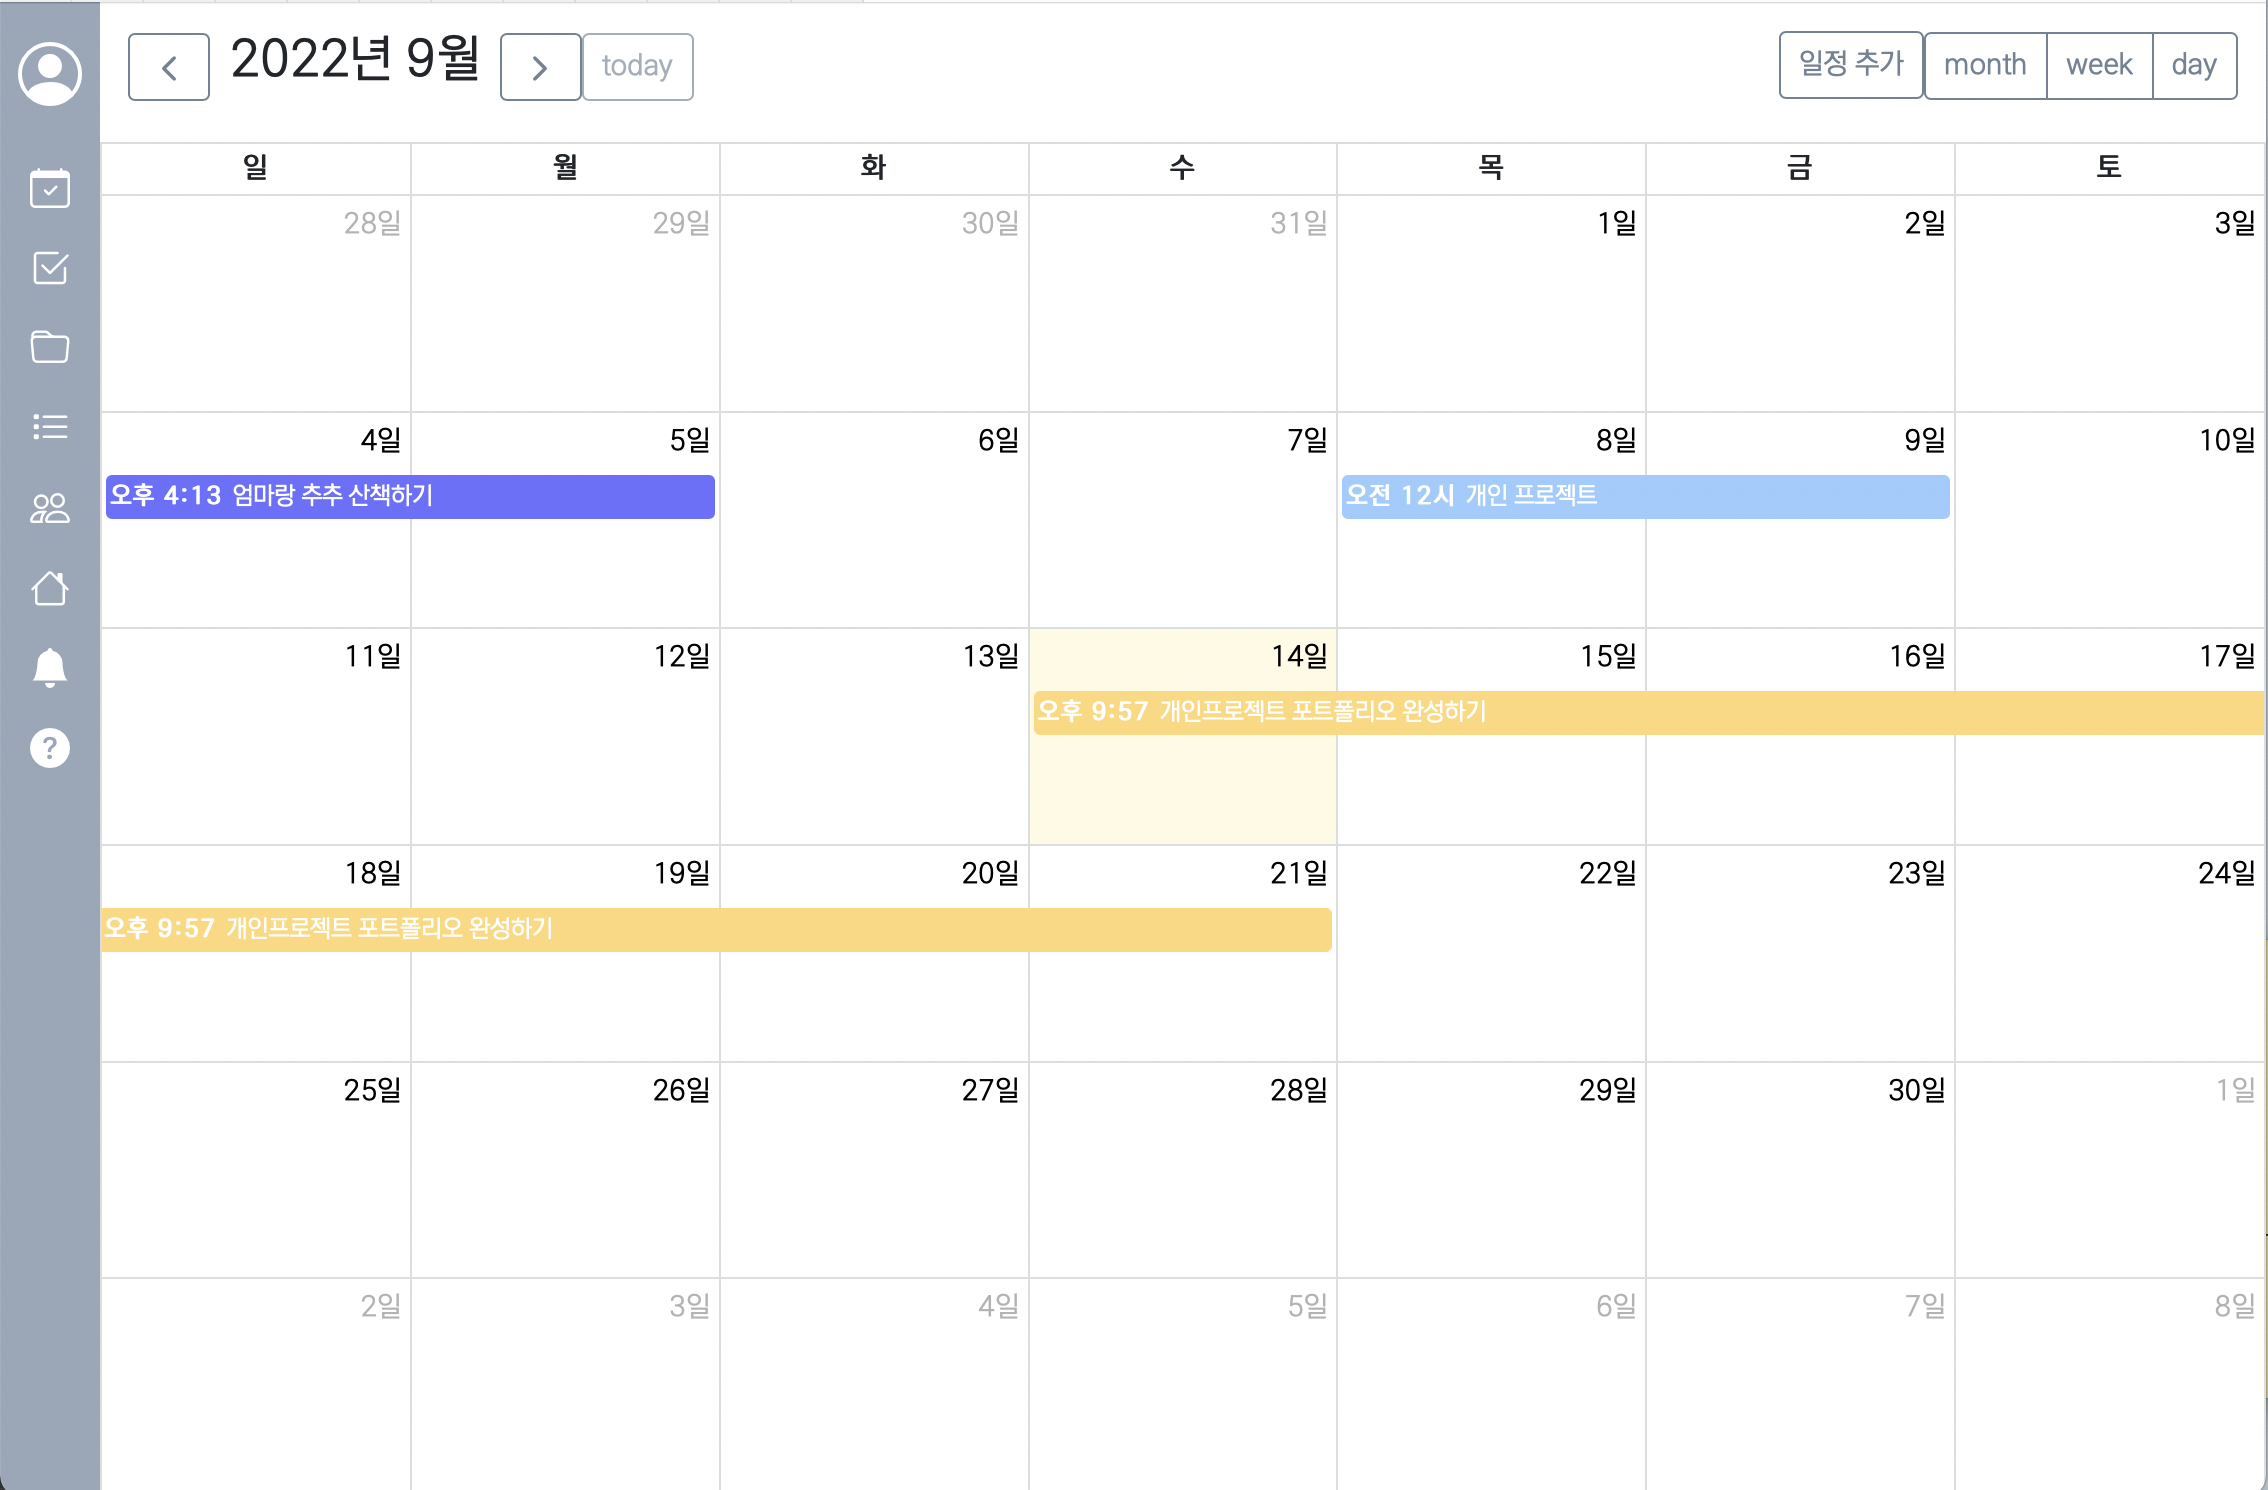 2022년 9월 today 일정 추가 month week day
일 월 화 수 목 금 토
28일 29일 30일 31일 1일 2일 3일
4일 5일 6일 7일 8일 9일 10일
오후 4:13 엄마랑 추추 산책하기 오전 12시 개인 프로젝트
11일 12일 13일 14일 15일 16일 17일
오후 9:57 개인프로젝트 포트폴리오 완성하기
18일 19일 20일 21일 22일 23일 24일
오후 9:57 개인프로젝트 포트폴리오 완성하기
25일 26일 27일 28일 29일 30일 1일
2일 3일 4일 5일 6일 7일 8일